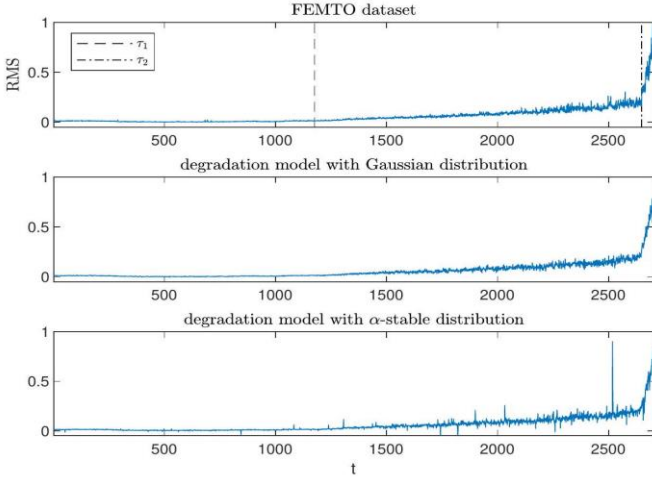 FEMTO dataset
1
0.5
0
RMS
τ₁
τ₂
500 1000 1500 2000 2500
degradation model with Gaussian distribution
1
0.5
0
500 1000 1500 2000 2500
degradation model with α-stable distribution
1
0.5
0
500 1000 1500 2000 2500
t